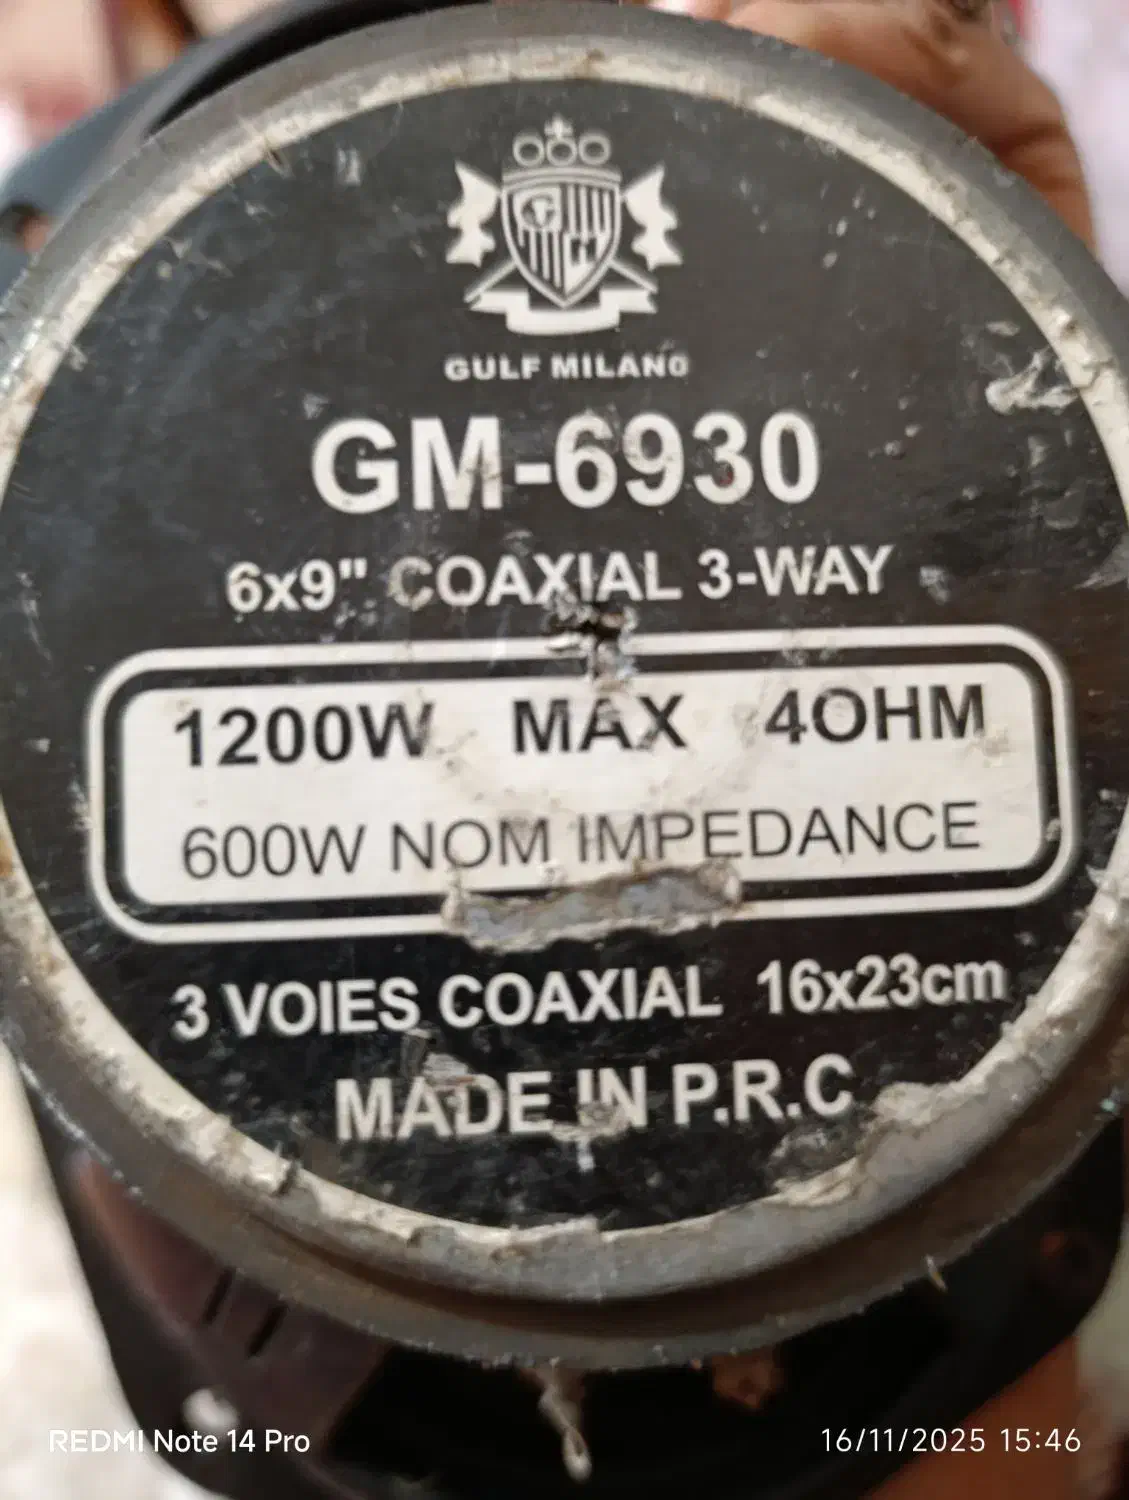 GULF MILANO
GM-6930
6x9" COAXIAL 3-WAY
1200W MAX 4OHM
600W NOM IMPEDANCE
3 VOIES COAXIAL 16x23cm
MADE IN P.R.C
REDMI Note 14 Pro
16/11/2025 15:46